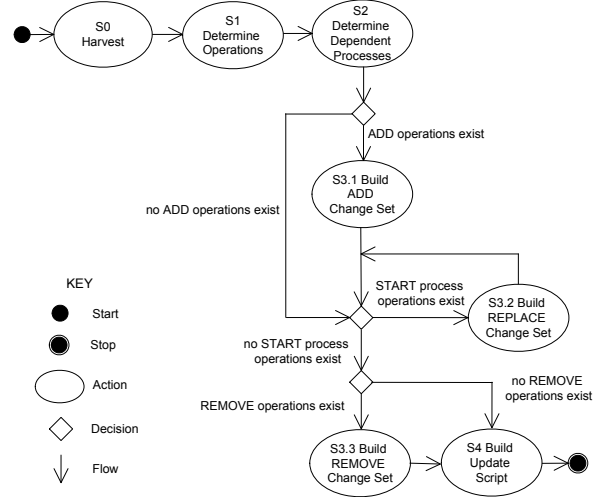 S0
Harvest
S1
Determine
Operations
S2
Determine
Dependent
Processes
ADD operations exist
S3.1 Build
ADD
Change Set
no ADD operations exist
START process
operations exist
S3.2 Build
REPLACE
Change Set
no START process
operations exist
REMOVE operations exist
no REMOVE
operations exist
S3.3 Build
REMOVE
Change Set
S4 Build
Update
Script
KEY
Start
Stop
Action
Decision
Flow